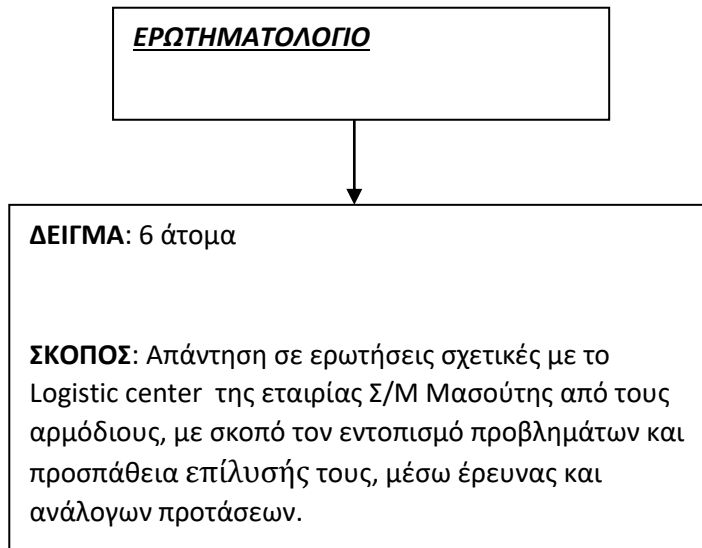 ΕΡΩΤΗΜΑΤΟΛΟΓΙΟ
ΔΕΙΓΜΑ: 6 άτομα
ΣΚΟΠΟΣ: Απάντηση σε ερωτήσεις σχετικές με το
Logistic center της εταιρίας Σ/Μ Μασούτης από τους
αρμόδιους, με σκοπό τον εντοπισμό προβλημάτων και
προσπάθεια επίλυσής τους, μέσω έρευνας και
ανάλογων προτάσεων.